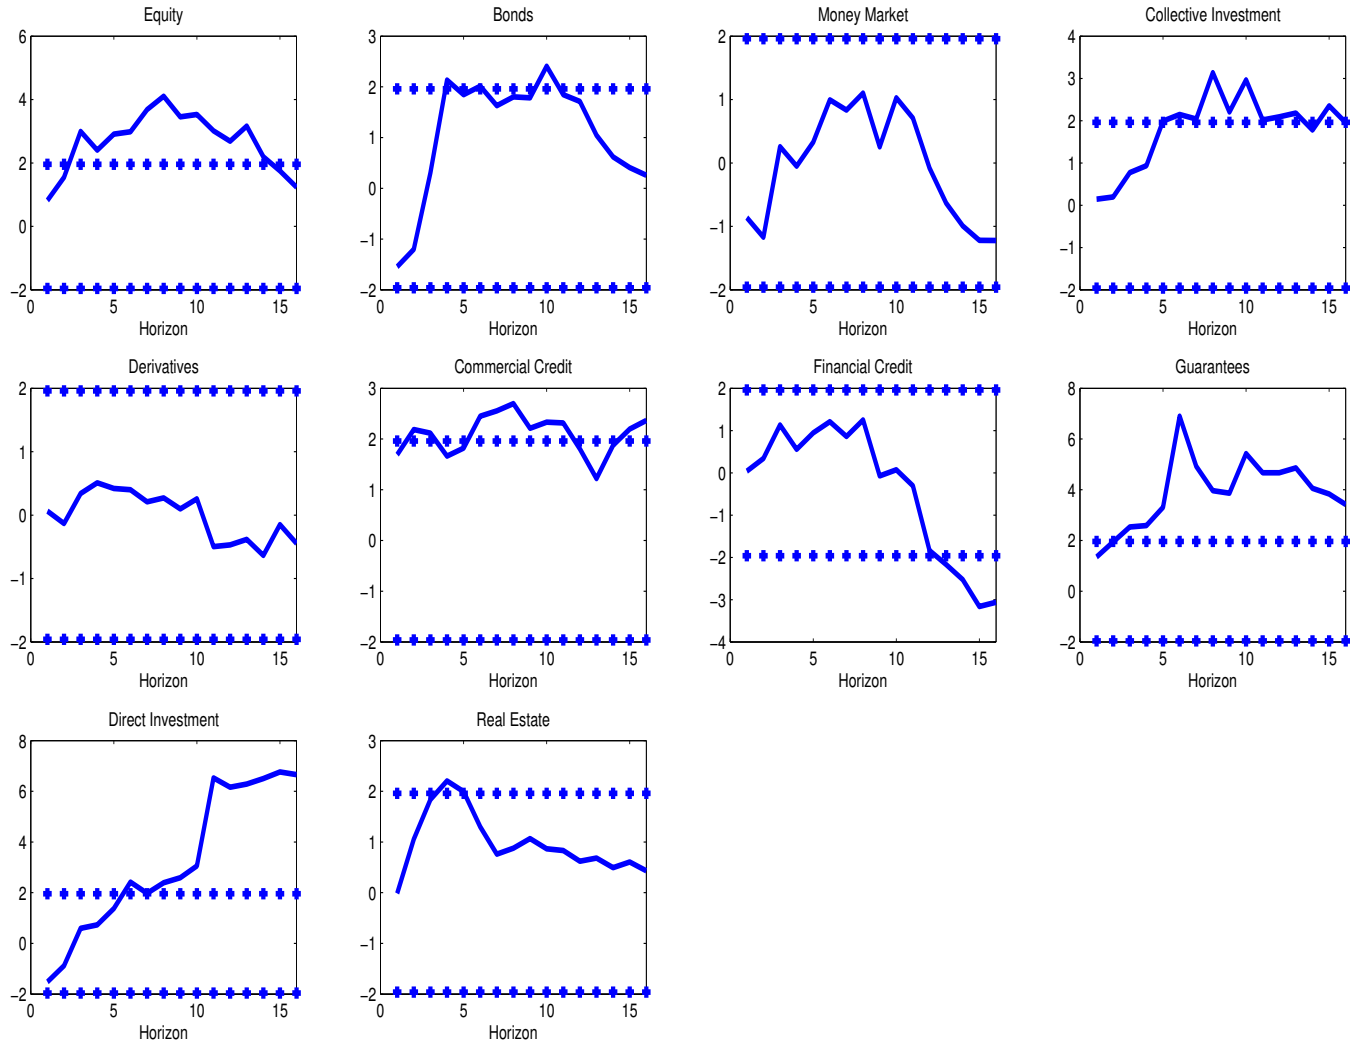 Equity
6
4
2
0
−2
0 5 10 15
Horizon
Bonds
3
2
1
0
−1
−2
0 5 10 15
Horizon
Money Market
2
1
0
−1
−2
0 5 10 15
Horizon
Collective Investment
4
3
2
1
0
−1
−2
0 5 10 15
Horizon
Derivatives
2
1
0
−1
−2
0 5 10 15
Horizon
Commercial Credit
3
2
1
0
−1
−2
0 5 10 15
Horizon
Financial Credit
2
1
0
−1
−2
−3
−4
0 5 10 15
Horizon
Guarantees
8
6
4
2
0
−2
0 5 10 15
Horizon
Direct Investment
8
6
4
2
0
−2
0 5 10 15
Horizon
Real Estate
3
2
1
0
−1
−2
0 5 10 15
Horizon